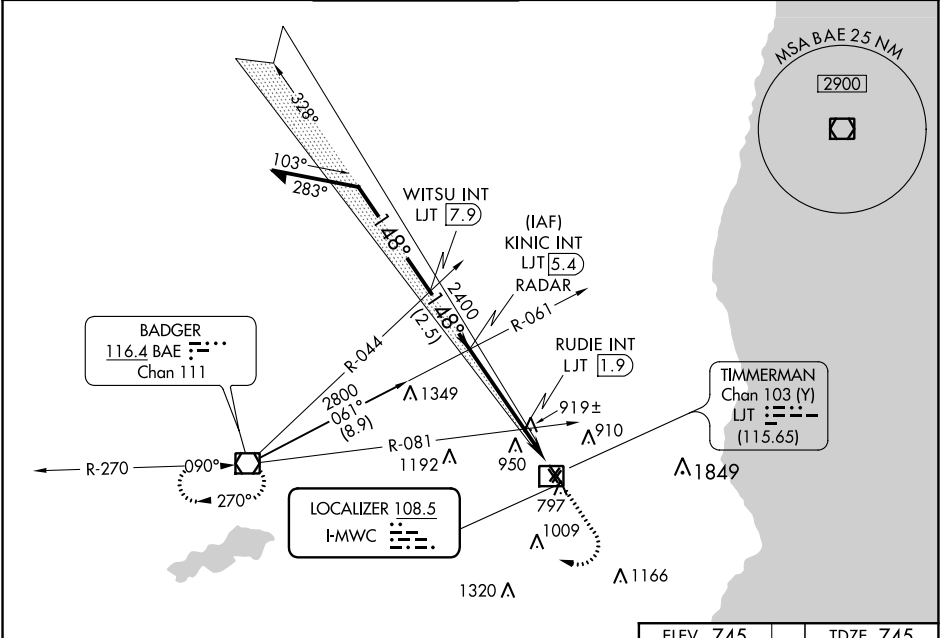 MSA BAE 25 NM
2900
328°
103°
283°
WITSU INT
LJT 7.9
(IAF)
KINIC INT
LJT 5.4
RADAR
148°
148°
2400
(2.5)
R-061
R-044
BADGER
116.4 BAE
Chan 111
RUDIE INT
LJT 1.9
2800
061°
(8.9)
1349
919±
910
TIMMERMAN
Chan 103 (Y)
LJT
(115.65)
R-081
1192
950
R-270
090°
270°
1849
LOCALIZER 108.5
I-MWC
797
1009
1320
1166
ELEV 745
TDZE 745